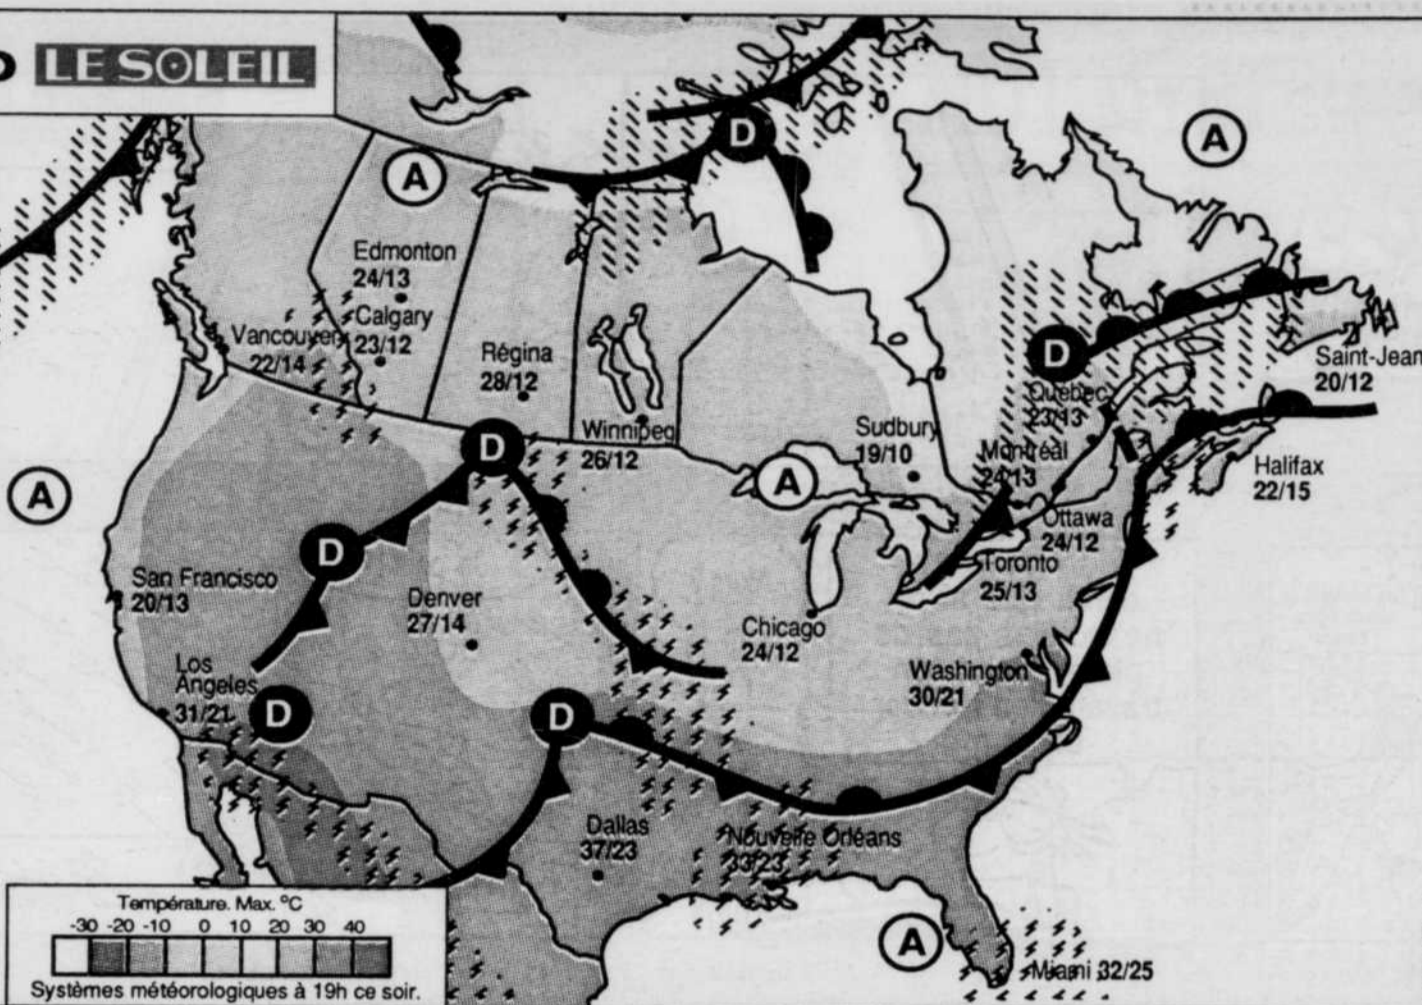 LE SOLEIL
D
A
A
Edmonton
24/13
Vancouver
22/14
Calgary
23/12
Régina
28/12
Winnipeg
26/12
D
Québec
23/13
Saint-Jean
20/12
Sudbury
19/10
Montréal
24/13
Halifax
22/15
D
A
A
Ottawa
24/12
Toronto
25/13
D
San Francisco
20/13
Denver
27/14
Chicago
24/12
Washington
30/21
Los
Angeles
31/21
D
D
Dallas
37/23
Nouvelle Orléans
33/23
A
Miami 32/25
Température. Max. °C
-30 -20 -10 0 10 20 30 40
Systèmes météorologiques à 19h ce soir.